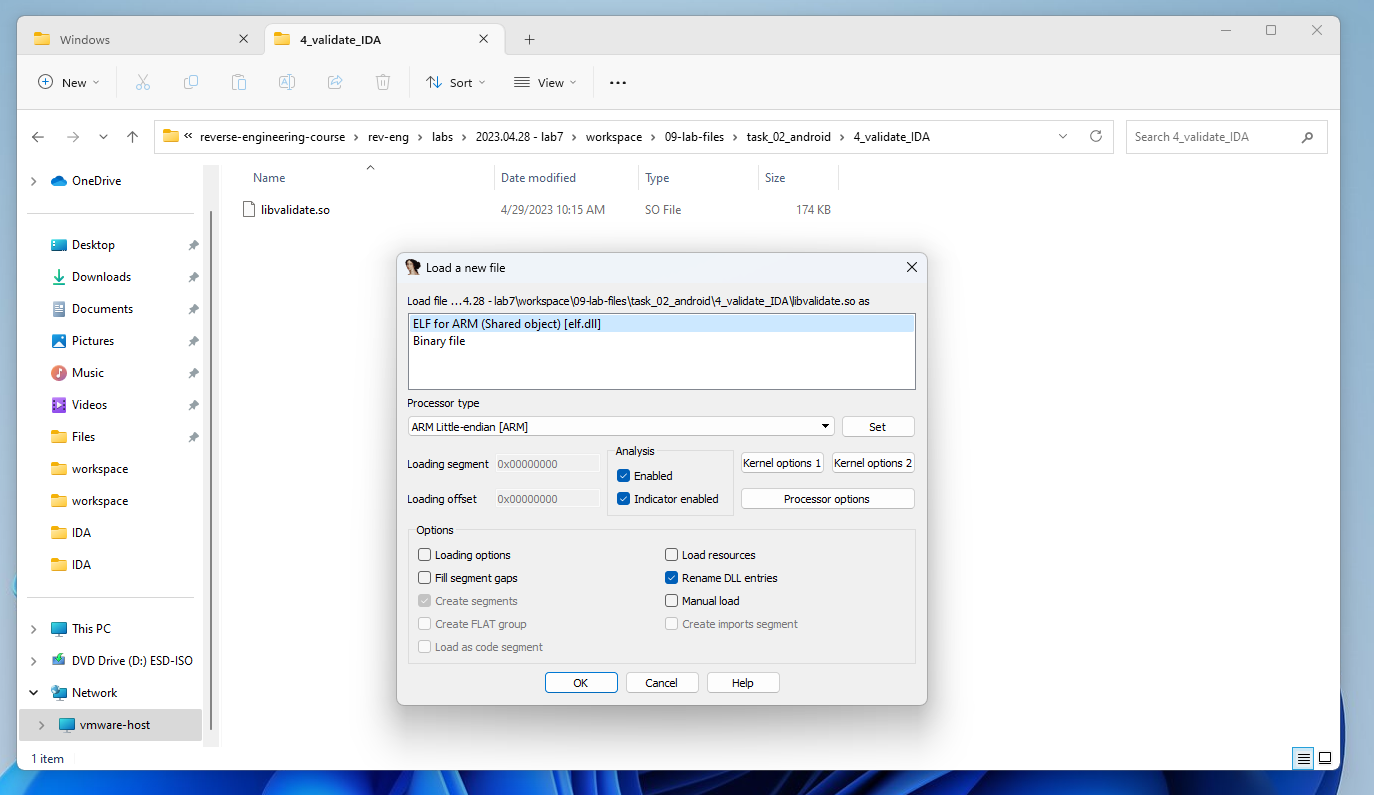 Windows
4_validate_IDA
New
Sort
View
« reverse-engineering-course > rev-eng > labs > 2023.04.28 - lab7 > workspace > 09-lab-files > task_02_android > 4_validate_IDA
Search 4_validate_IDA
Name Date modified Type Size
libvalidate.so 4/29/2023 10:15 AM SO File 174 KB
OneDrive
Desktop
Downloads
Documents
Pictures
Music
Videos
Files
workspace
workspace
IDA
IDA
This PC
DVD Drive (D:) ESD-ISO
Network
vmware-host
1 item
Load a new file
Load file ...4.28 - lab7\workspace\09-lab-files\task_02_android\4_validate_IDA\libvalidate.so as
ELF for ARM (Shared object) [elf.dll]
Binary file
Processor type
ARM Little-endian [ARM] Set
Loading segment 0x00000000
Loading offset 0x00000000
Analysis
Enabled
Indicator enabled
Kernel options 1 Kernel options 2
Processor options
Options
Loading options Load resources
Fill segment gaps Rename DLL entries
Create segments Manual load
Create FLAT group Create imports segment
Load as code segment
OK Cancel Help